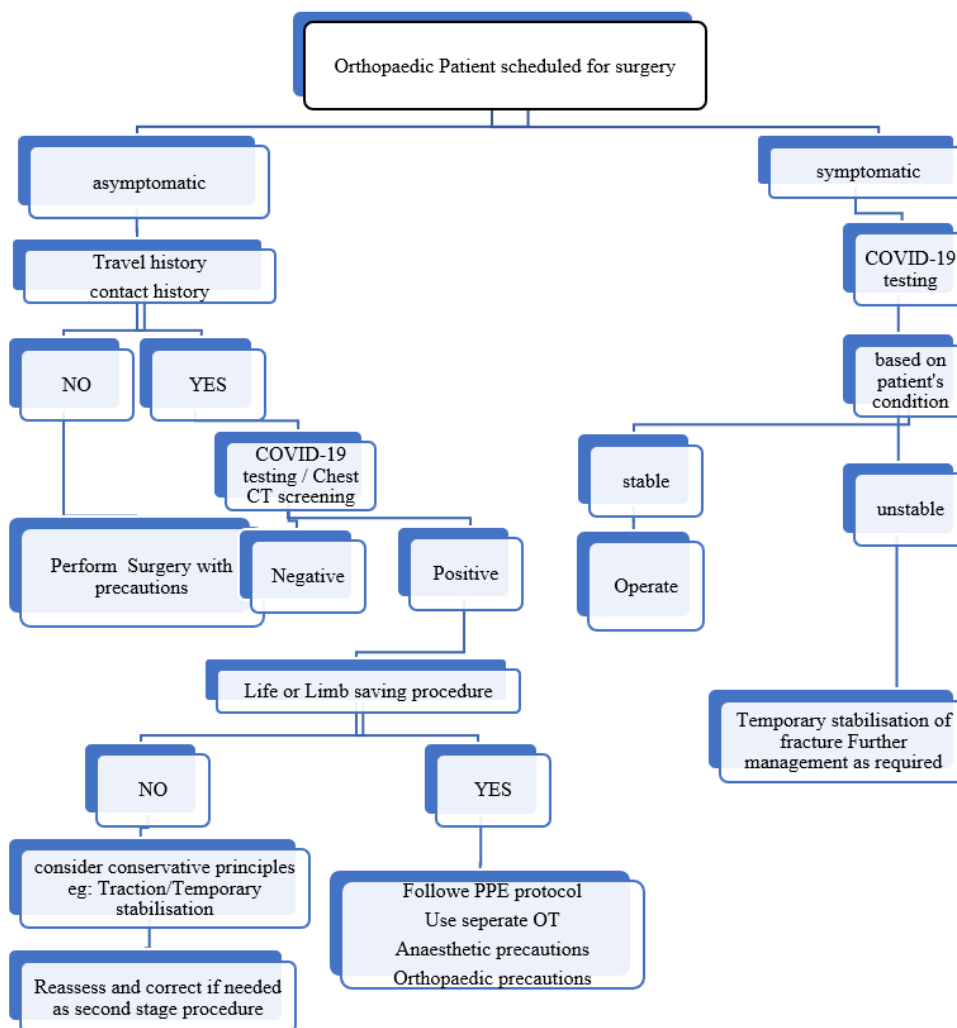 Orthopaedic Patient scheduled for surgery
asymptomatic
symptomatic
Travel history
contact history
COVID-19
testing
NO
YES
based on
patient's
condition
COVID-19
testing / Chest
CT screening
stable
unstable
Perform Surgery with
precautions
Negative
Positive
Operate
Life or Limb saving procedure
Temporary stabilisation of
fracture Further
management as required
NO
YES
consider conservative principles
eg: Traction/Temporary
stabilisation
Followe PPE protocol
Use seperate OT
Anaesthetic precautions
Orthopaedic precautions
Reassess and correct if needed
as second stage procedure